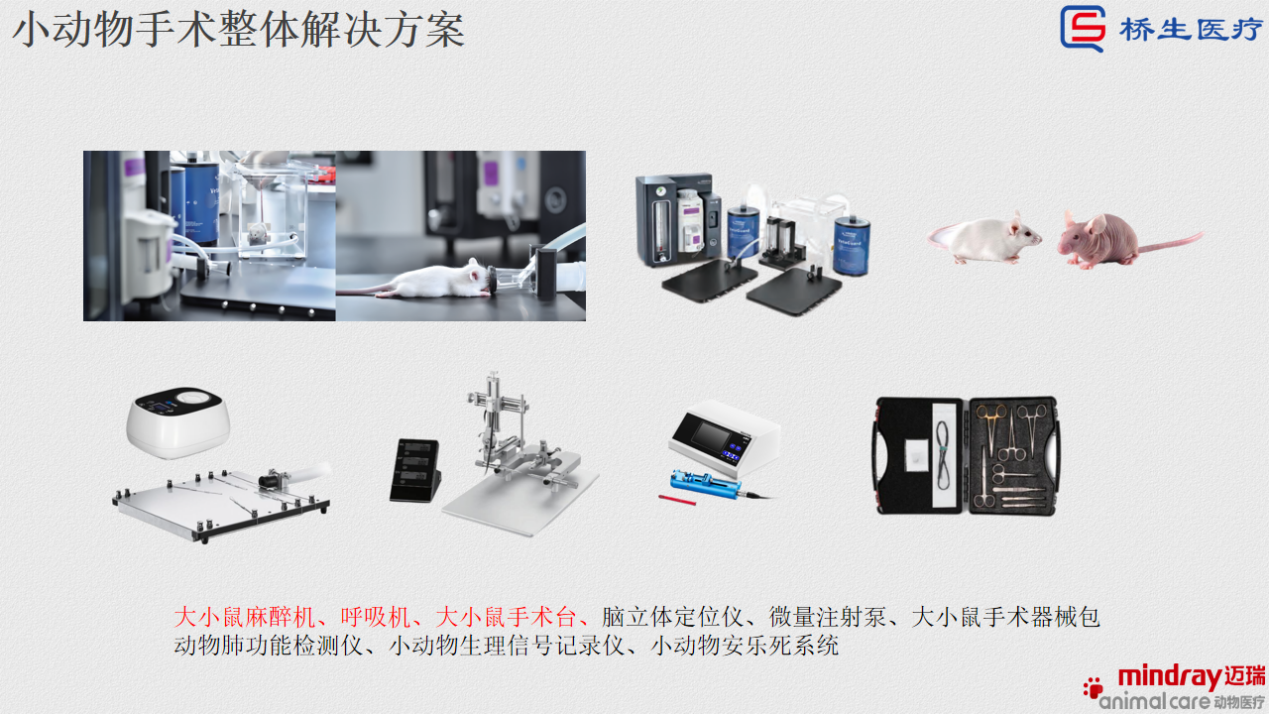 小动物手术整体解决方案
桥生医疗
大小鼠麻醉机、呼吸机、大小鼠手术台、脑立体定位仪、微量注射泵、大小鼠手术器械包
动物肺功能检测仪、小动物生理信号记录仪、小动物安乐死系统
mindray迈瑞
animal care 动物医疗